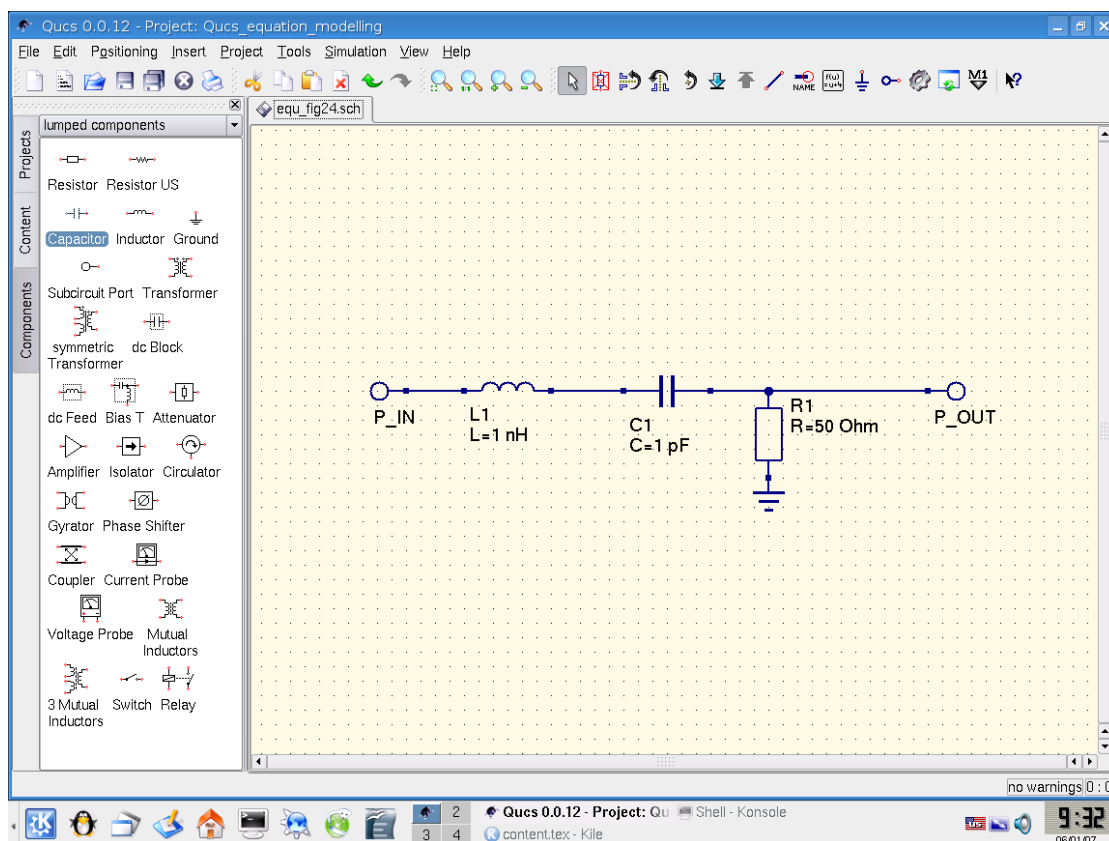 Qucs 0.0.12 - Project: Qucs_equation_modelling
File Edit Positioning Insert Project Tools Simulation View Help
NAME
M1
equ_fig24.sch
lumped components
Projects
Content
Components
Resistor Resistor US
Capacitor Inductor Ground
Subcircuit Port Transformer
symmetric Transformer dc Block
dc Feed Bias T Attenuator
Amplifier Isolator Circulator
Gyrator Phase Shifter
Coupler Current Probe
Voltage Probe Mutual Inductors
3 Mutual Inductors Switch Relay
P_IN
L1
L=1 nH
C1
C=1 pF
R1
R=50 Ohm
P_OUT
no warnings 0 : 0
2
3 4
Qucs 0.0.12 - Project: Qu
Shell - Konsole
content.tex - Kile
9:32
06/01/07